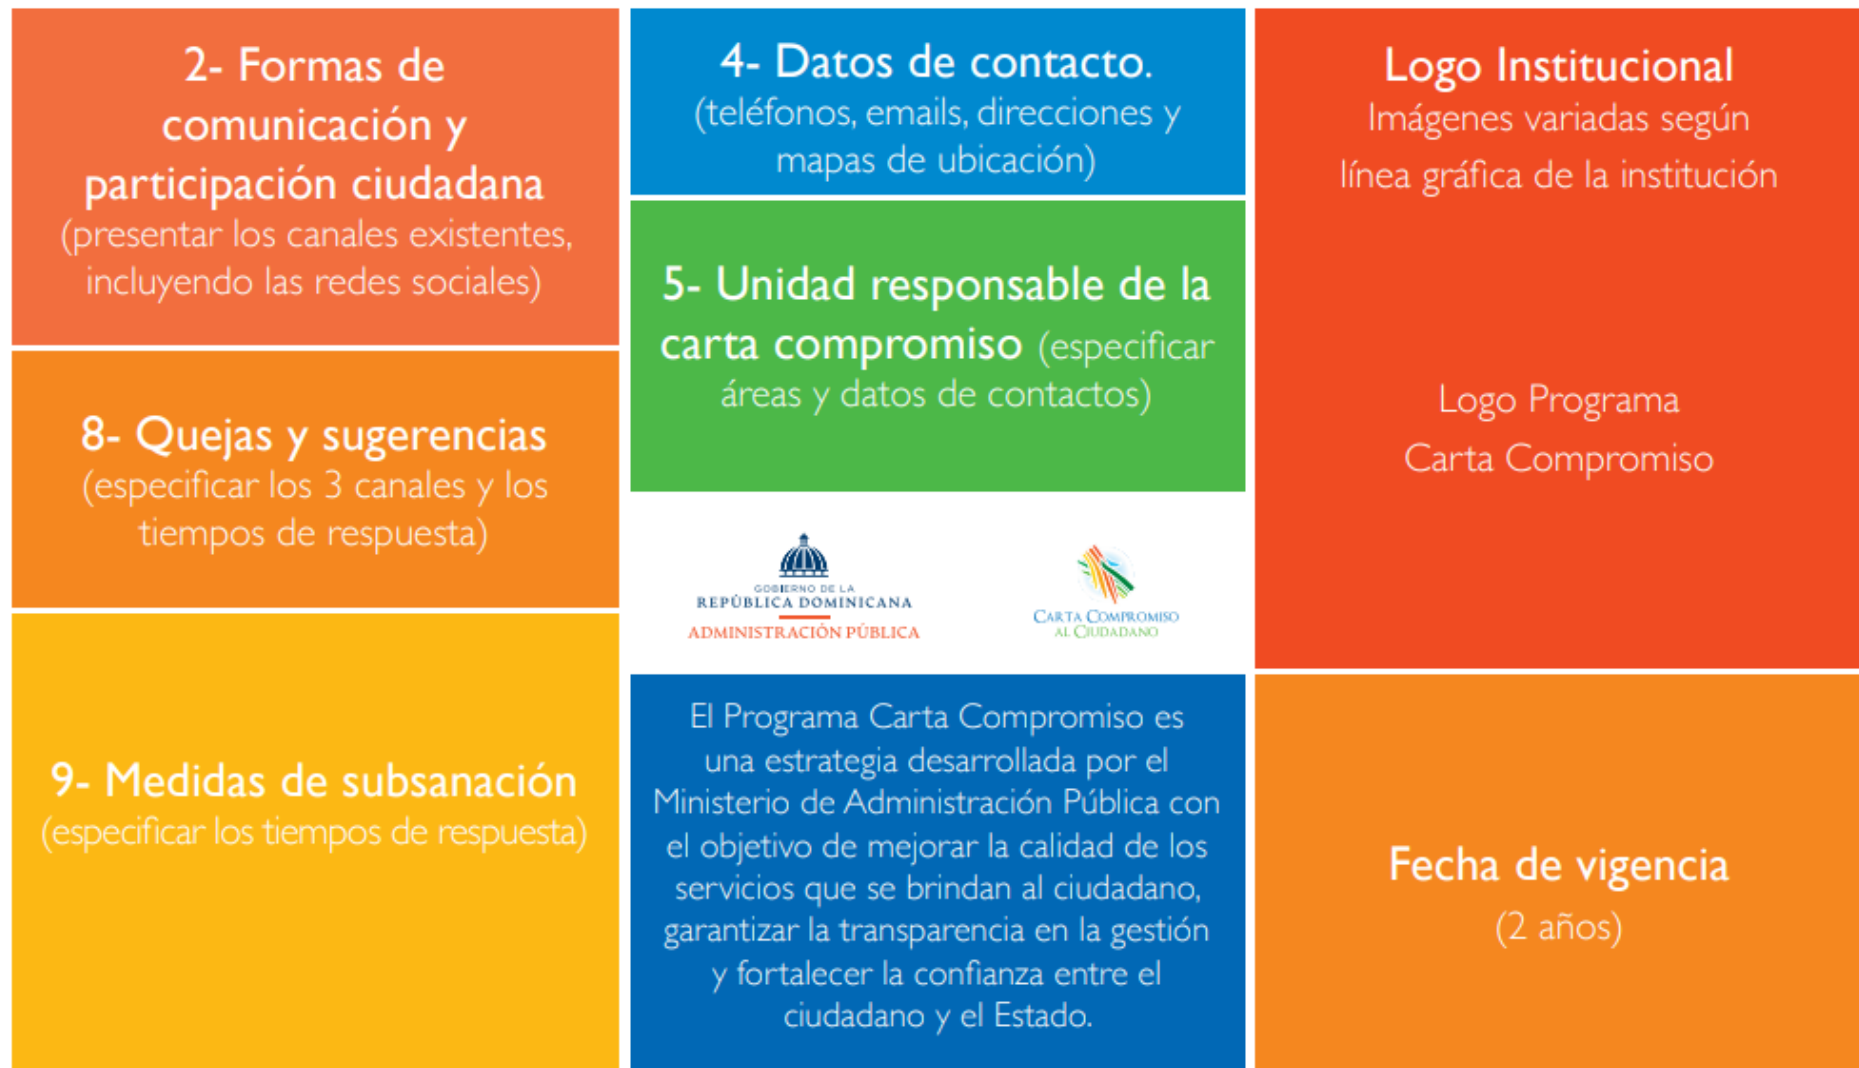 2- Formas de
comunicación y
participación ciudadana
(presentar los canales existentes,
incluyendo las redes sociales)
8- Quejas y sugerencias
(especificar los 3 canales y los
tiempos de respuesta)
9- Medidas de subsanación
(especificar los tiempos de respuesta)
4- Datos de contacto.
(teléfonos, emails, direcciones y
mapas de ubicación)
5- Unidad responsable de la
carta compromiso (especificar
áreas y datos de contactos)
GOBIERNO DE LA
REPÚBLICA DOMINICANA
ADMINISTRACIÓN PÚBLICA
CARTA COMPROMISO
AL CIUDADANO
El Programa Carta Compromiso es
una estrategia desarrollada por el
Ministerio de Administración Pública con
el objetivo de mejorar la calidad de los
servicios que se brindan al ciudadano,
garantizar la transparencia en la gestión
y fortalecer la confianza entre el
ciudadano y el Estado.
Logo Institucional
Imágenes variadas según
línea gráfica de la institución
Logo Programa
Carta Compromiso
Fecha de vigencia
(2 años)